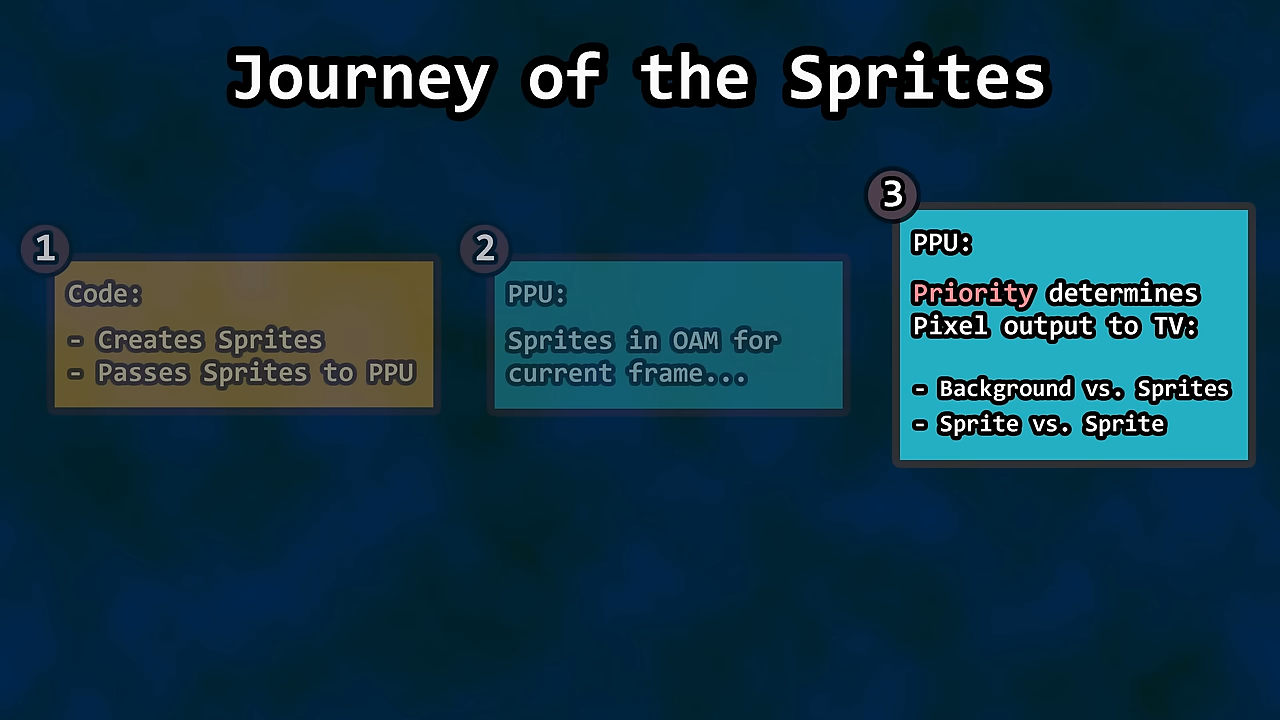 Journey of the Sprites
1
Code:
- Creates Sprites
- Passes Sprites to PPU
2
PPU:
Sprites in OAM for
current frame...
3
PPU:
Priority determines
Pixel output to TV:
- Background vs. Sprites
- Sprite vs. Sprite